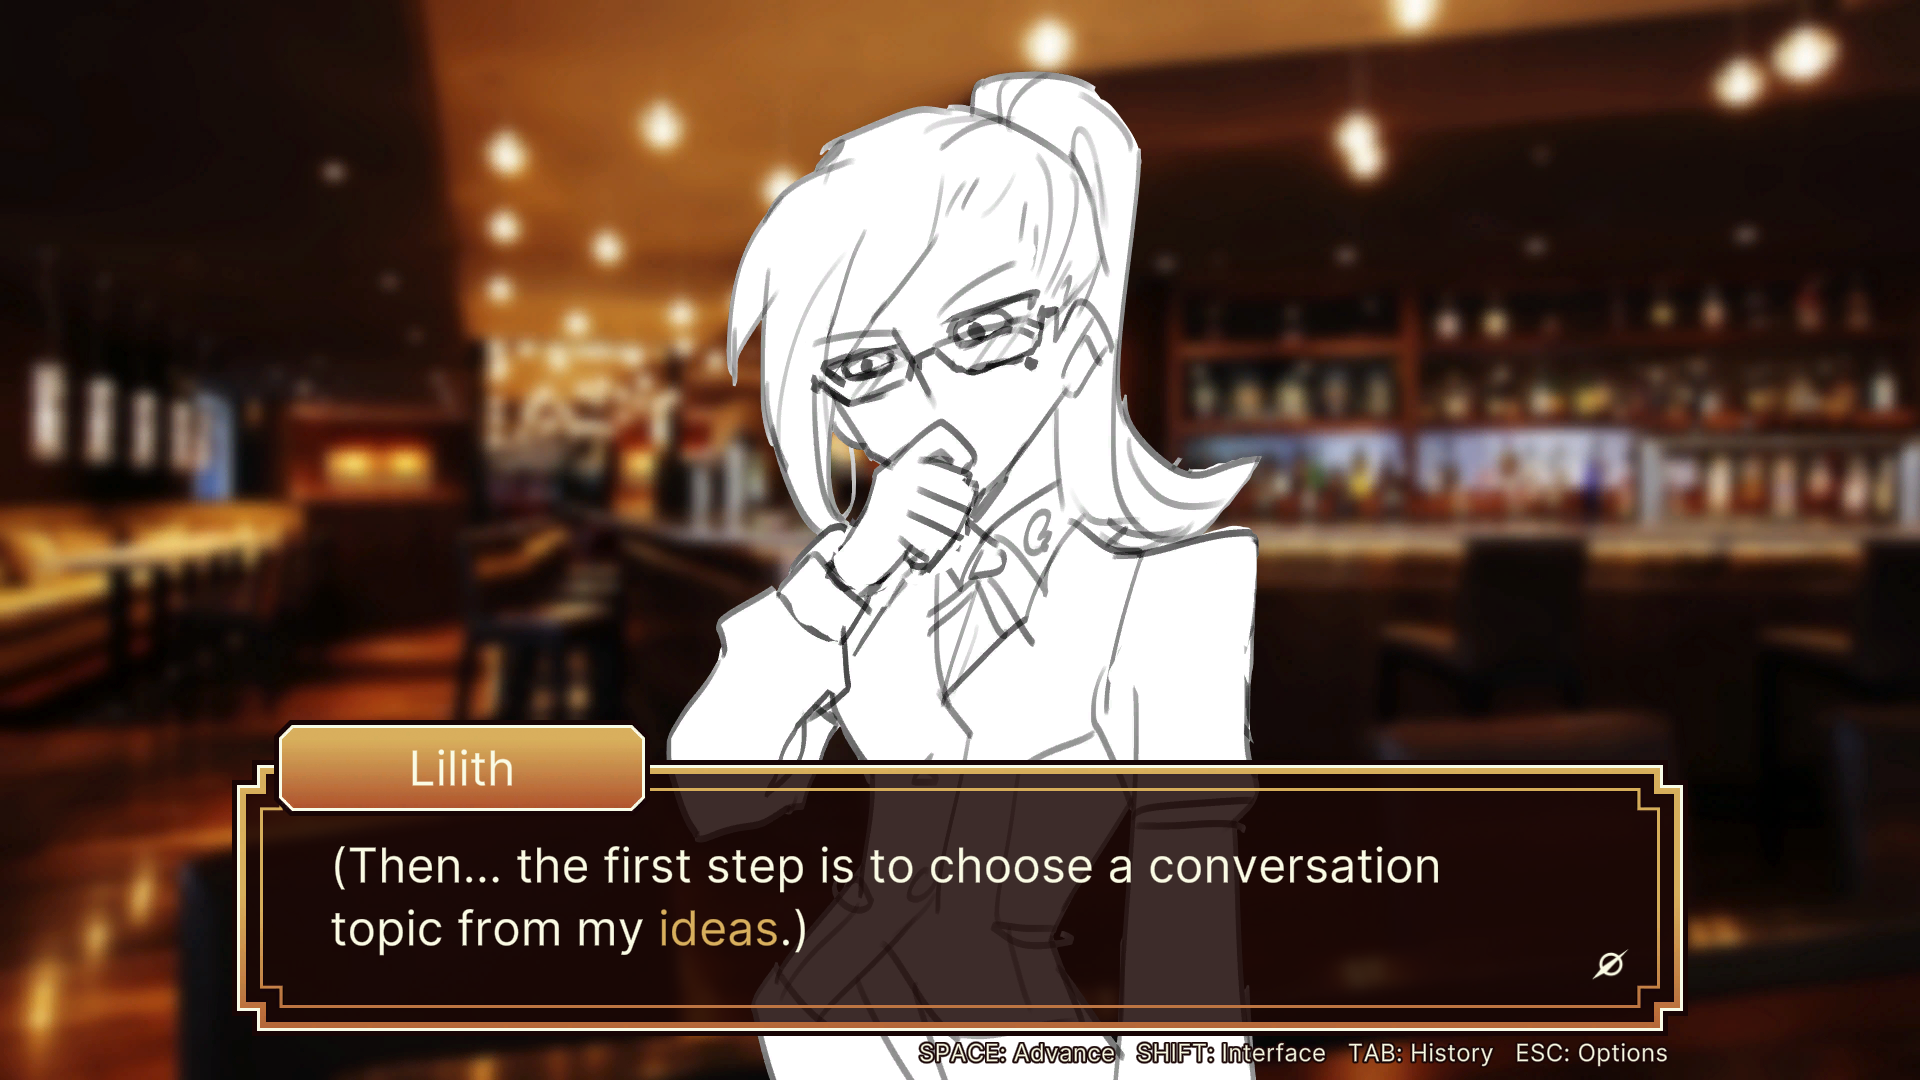 Lilith
(Then... the first step is to choose a conversation
topic from my ideas.)
SPACE: Advance SHIFT: Interface TAB: History ESC: Options